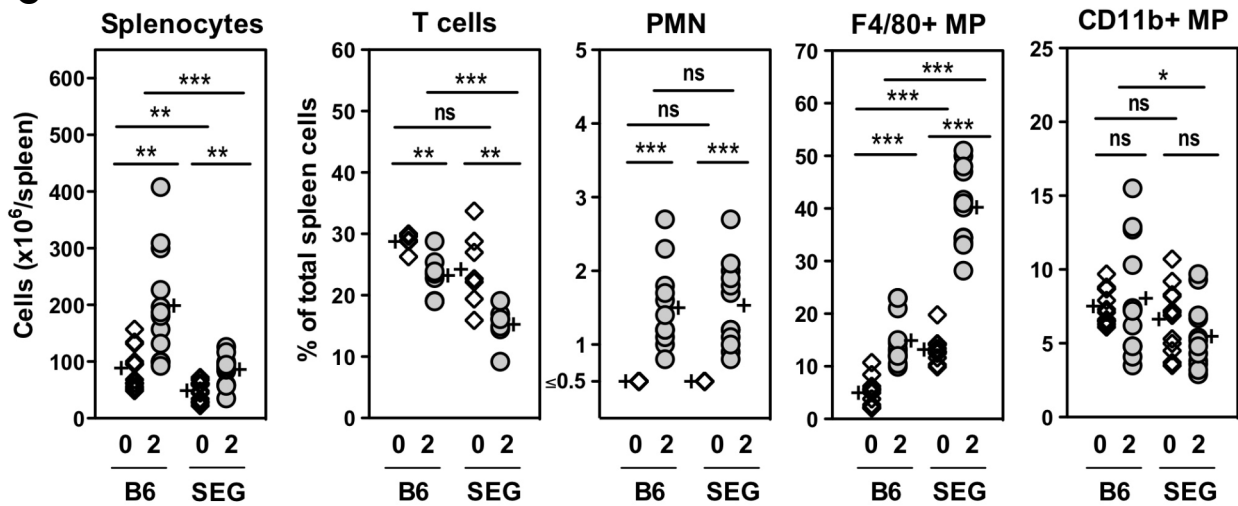 Splenocytes
T cells
PMN
F4/80+ MP
CD11b+ MP
Cells (x10⁶/spleen)
600
500
400
300
200
100
0
***
**
**
**
0 2 0 2
B6 SEG
% of total spleen cells
60
50
40
30
20
10
0
***
ns
**
**
0 2 0 2
B6 SEG
5
4
3
2
1
≤0.5
0
ns
ns
***
***
0 2 0 2
B6 SEG
70
60
50
40
30
20
10
0
***
***
***
***
0 2 0 2
B6 SEG
25
20
15
10
5
0
*
ns
ns
ns
0 2 0 2
B6 SEG